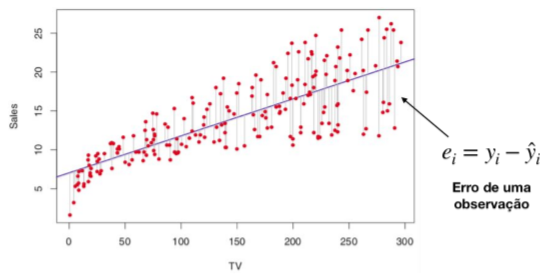 25
20
15
10
5
Sales
0 50 100 150 200 250 300
TV
eᵢ = yᵢ − ŷᵢ
Erro de uma
observação